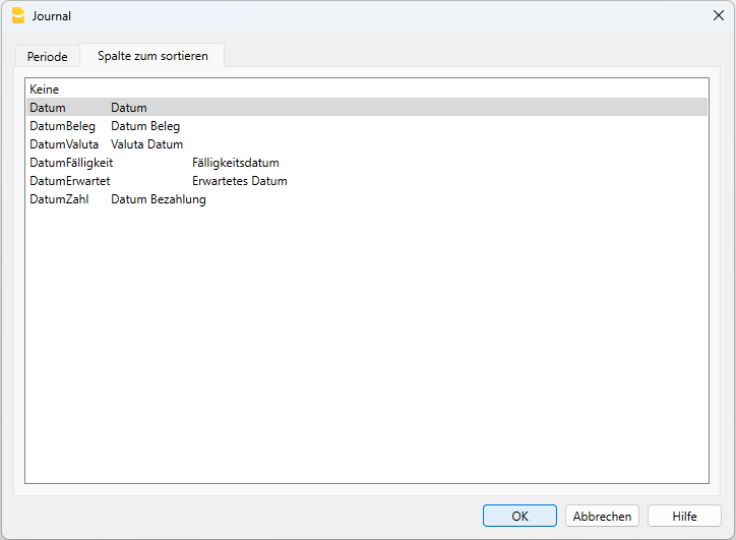 Journal
Periode Spalte zum sortieren
Keine
Datum Datum
DatumBeleg Datum Beleg
DatumValuta Valuta Datum
DatumFälligkeit Fälligkeitsdatum
DatumErwartet Erwartetes Datum
DatumZahl Datum Bezahlung
OK Abbrechen Hilfe